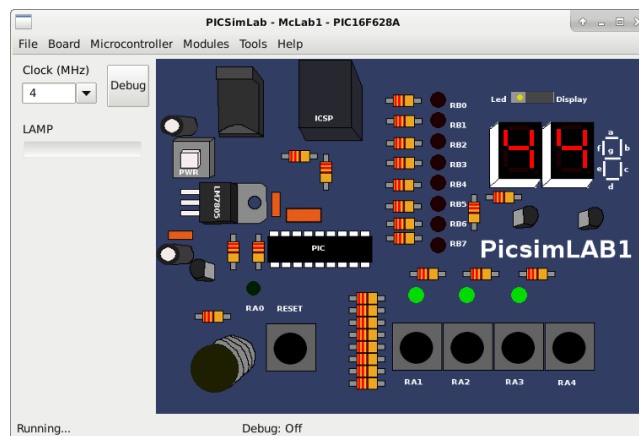 PICSimLab - McLab1 - PIC16F628A
File Board Microcontroller Modules Tools Help
Clock (MHz)
4
Debug
LAMP
ICSP
PWR
LM7805
PIC
RA0
RESET
RB0
RB1
RB2
RB3
RB4
RB5
RB6
RB7
Led
Display
44
a
f
g
b
e
c
d
PicsimLAB1
RA1
RA2
RA3
RA4
Running...
Debug: Off